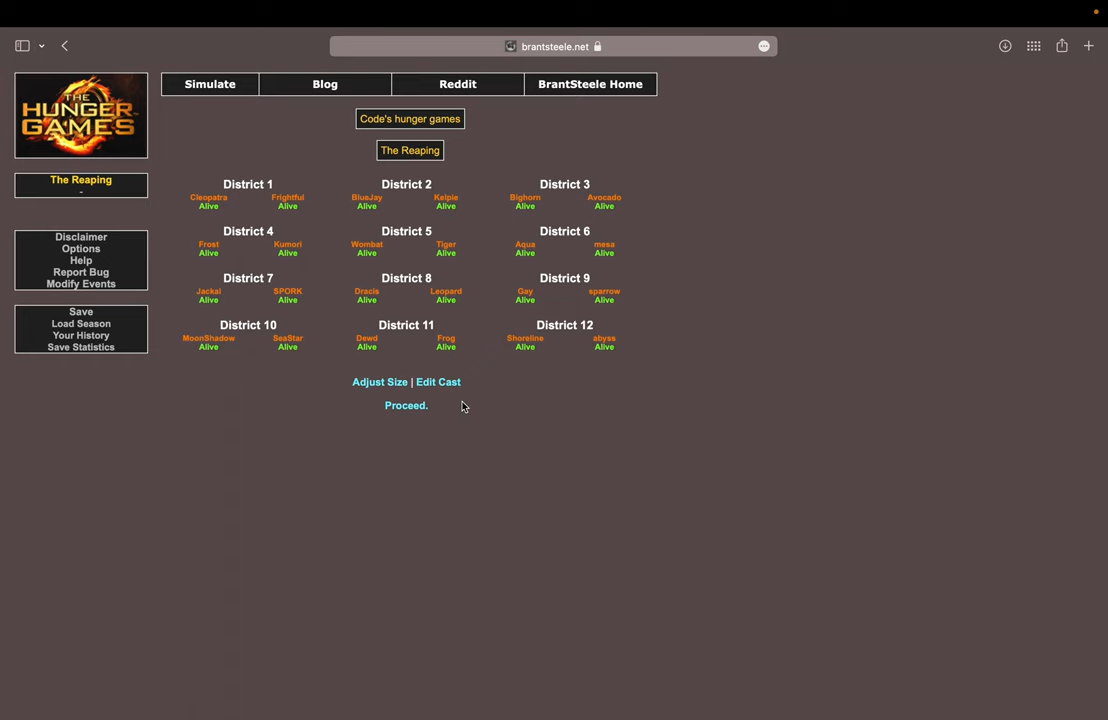 brantsteele.net
THE HUNGER GAMES
Simulate Blog Reddit BrantSteele Home
Code's hunger games
The Reaping
The Reaping
-
Disclaimer
Options
Help
Report Bug
Modify Events
Save
Load Season
Your History
Save Statistics
District 1 District 2 District 3
Cleopatra Frightful BlueJay Kelpie Bighorn Avocado
Alive Alive Alive Alive Alive Alive
District 4 District 5 District 6
Frost Kumori Wombat Tiger Aqua mesa
Alive Alive Alive Alive Alive Alive
District 7 District 8 District 9
Jackal SPORK Dracis Leopard Gay sparrow
Alive Alive Alive Alive Alive Alive
District 10 District 11 District 12
MoonShadow SeaStar Dewd Frog Shoreline abyss
Alive Alive Alive Alive Alive Alive
Adjust Size | Edit Cast
Proceed.